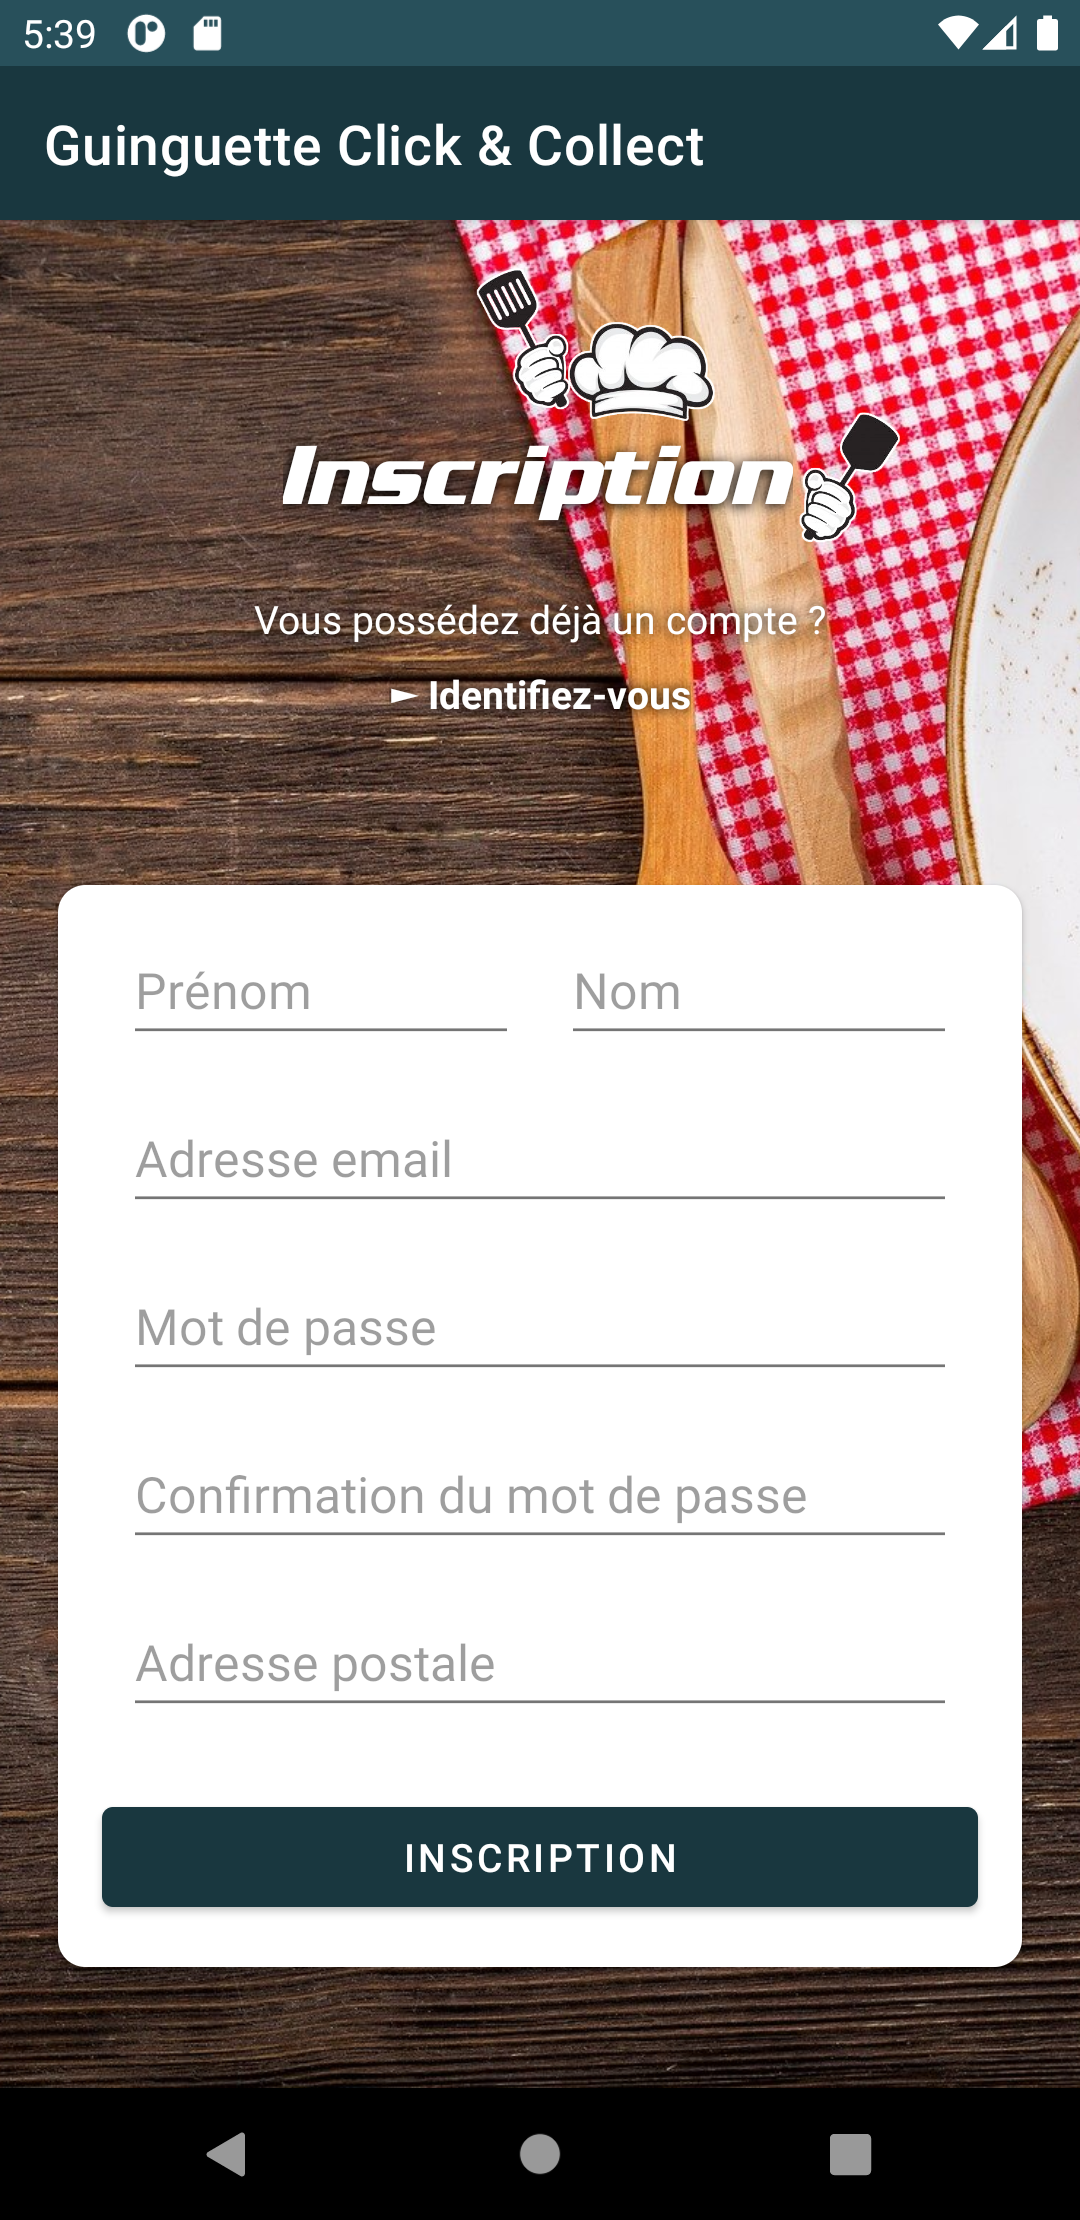 5:39
Guinguette Click & Collect
Inscription
Vous possédez déjà un compte ?
► Identifiez-vous
Prénom Nom
Adresse email
Mot de passe
Confirmation du mot de passe
Adresse postale
INSCRIPTION